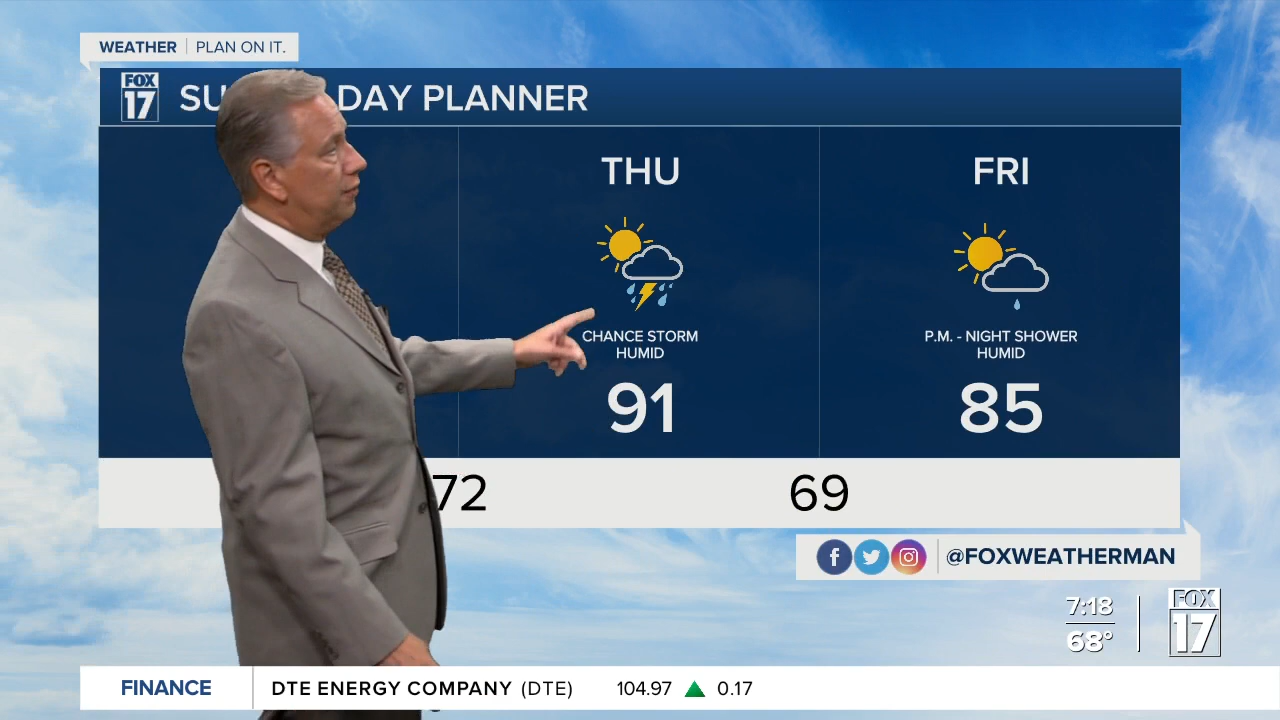 WEATHER | PLAN ON IT.
FOX
17
DAY PLANNER
THU
FRI
CHANCE STORM
HUMID
P.M. - NIGHT SHOWER
HUMID
91
85
72
69
@FOXWEATHERMAN
7:18
68°
FOX
17
FINANCE
DTE ENERGY COMPANY (DTE) 104.97 0.17